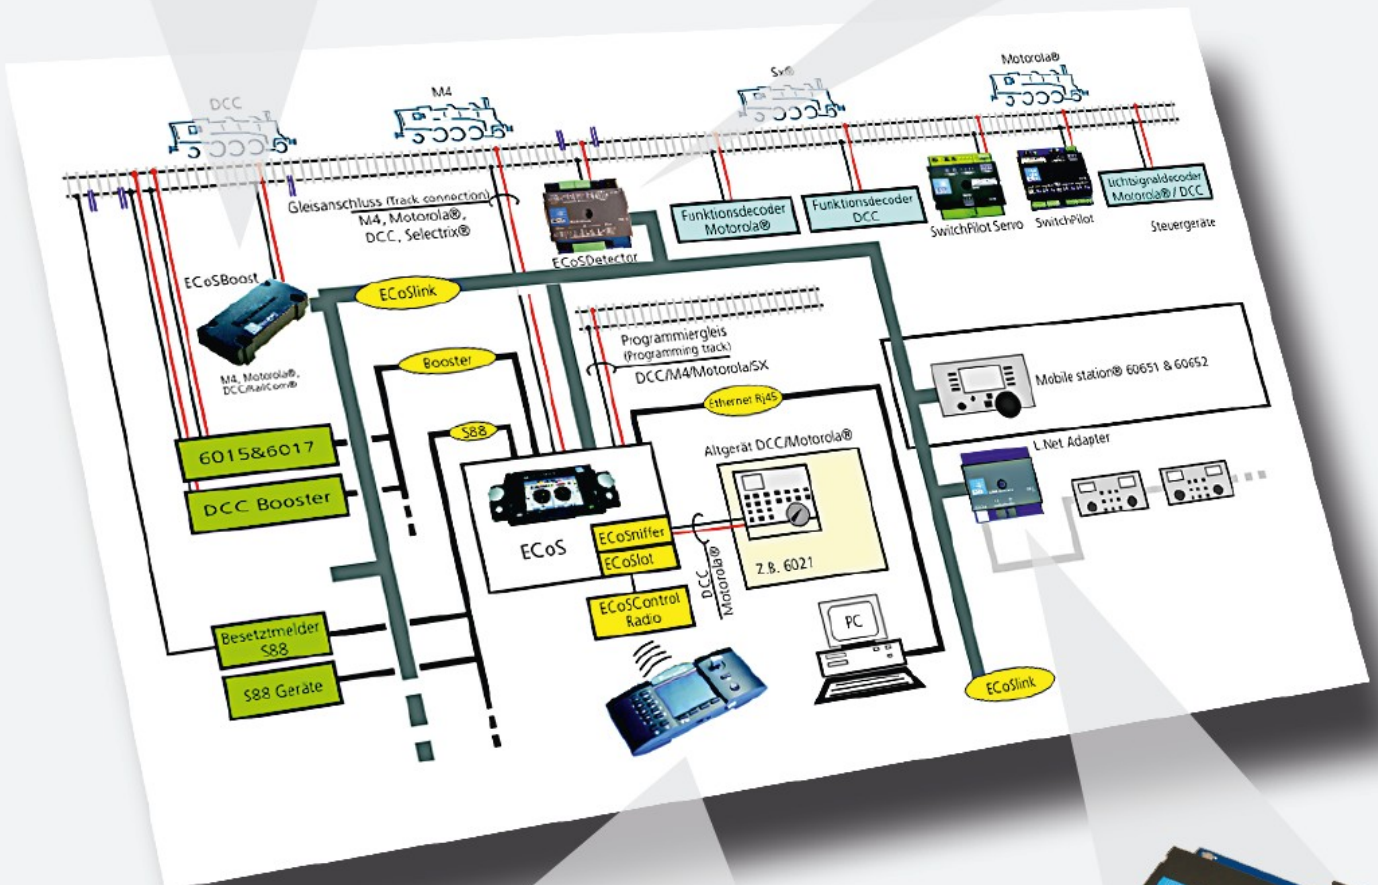 DCC
M4
Sx®
Motorola®
Gleisanschluss (Track connection)
M4, Motorola®,
DCC, Selectrix®
ECoSDetector
Funktionsdecoder
Motorola®
Funktionsdecoder
DCC
SwitchPilot Servo
SwitchPilot
Lichtsignaldecoder
Motorola® / DCC
Steuergeräte
ECoSBoost
M4, Motorola®,
DCC/RailCom®
ECoSlink
Booster
S88
Programmiergleis
(Programming track)
DCC/M4/Motorola/SX
Ethernet RJ45
Mobile station® 60651 & 60652
6015&6017
DCC Booster
Altgerät DCC/Motorola®
L.Net Adapter
ECoS
ECoSniffer
ECoSlot
DCC
Motorola®
Z.B. 6021
ECoSControl
Radio
PC
Besetztmelder
S88
S88 Geräte
ECoSlink